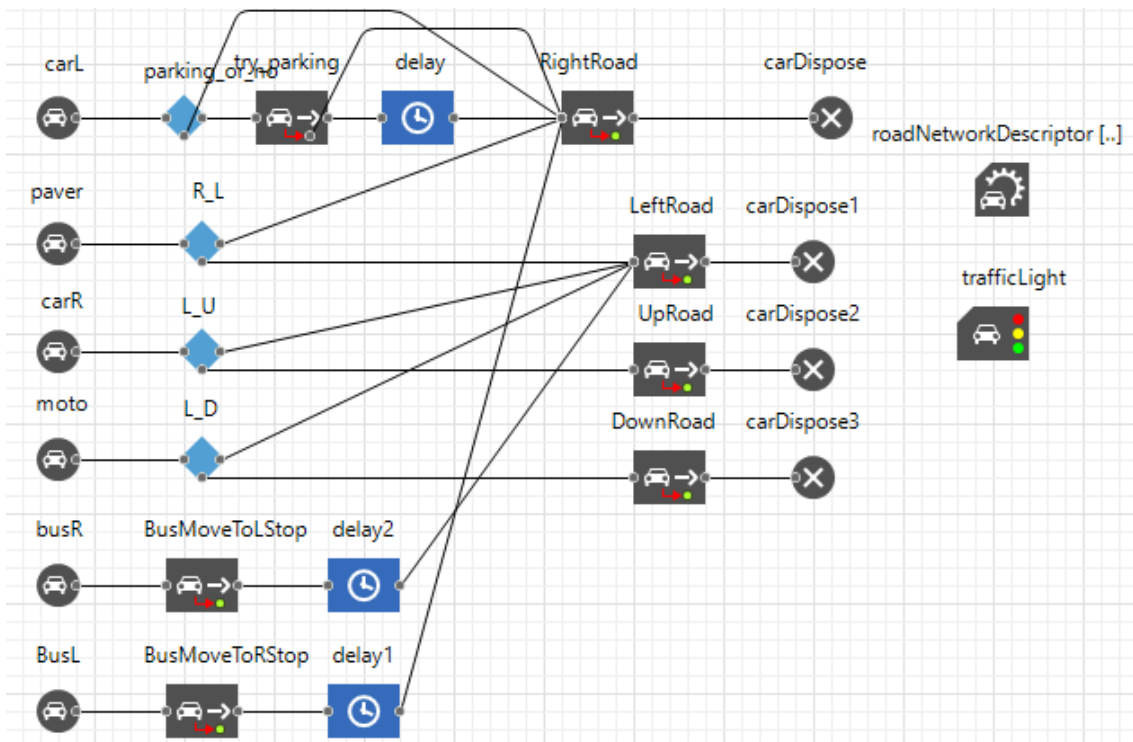 carL
parking_or_no
try_parking
delay
RightRoad
carDispose
roadNetworkDescriptor [..]
paver
R_L
LeftRoad
carDispose1
trafficLight
carR
L_U
UpRoad
carDispose2
moto
L_D
DownRoad
carDispose3
busR
BusMoveToLStop
delay2
BusL
BusMoveToRStop
delay1